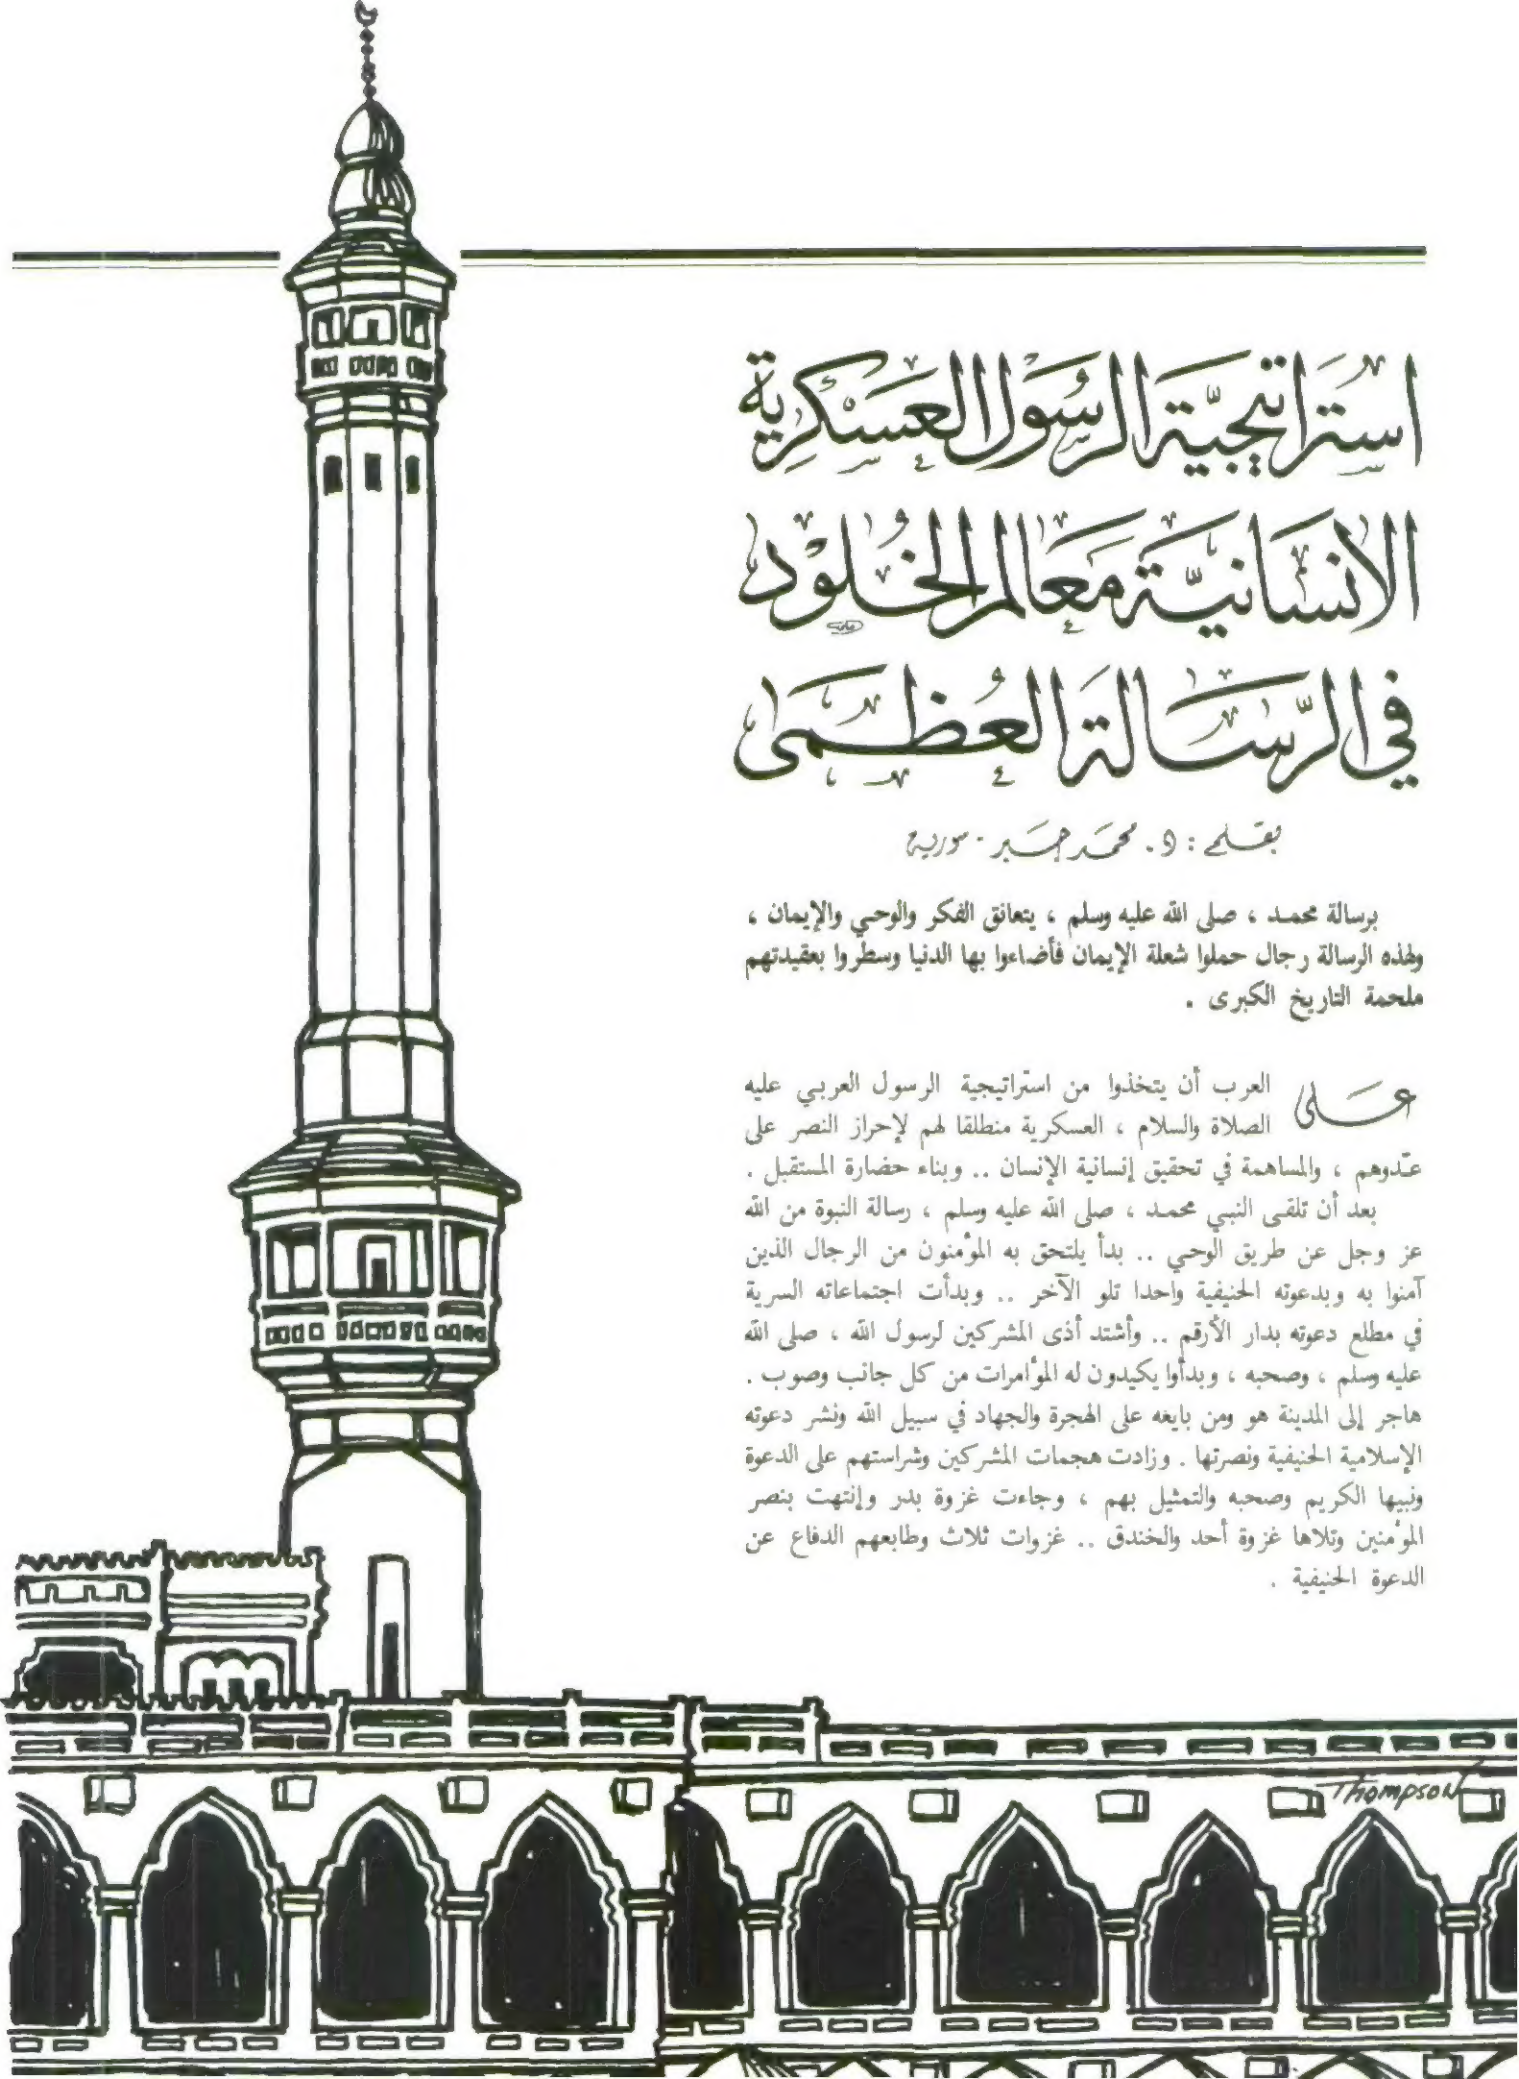 استراتيجية الرسول العسكرية
الانسانية معالم الخلود
في الرسالة العظمى
بقلم : د. محمد جبر - سورية
برسالة محمد ، صلى الله عليه وسلم ، يتعانق الفكر والوحي والإيمان ،
ولهذه الرسالة رجال حملوا شعلة الإيمان فأضاءوا بها الدنيا وسطروا بعقيدتهم
ملحمة التاريخ الكبرى .
على العرب أن يتخذوا من استراتيجية الرسول العربي عليه
الصلاة والسلام ، العسكرية منطلقا لهم لإحراز النصر على
عدوهم ، والمساهمة في تحقيق إنسانية الإنسان .. وبناء حضارة المستقبل .
بعد أن تلقى النبي محمد ، صلى الله عليه وسلم ، رسالة النبوة من الله
عز وجل عن طريق الوحي .. بدأ يلتحق به المؤمنون من الرجال الذين
آمنوا به وبدعوته الحنيفية واحدا تلو الآخر .. وبدأت اجتماعاته السرية
في مطلع دعوته بدار الأرقم .. وأشتد أذى المشركين لرسول الله ، صلى الله
عليه وسلم ، وصحبه ، وبدأوا يكيدون له المؤامرات من كل جانب وصوب .
هاجر إلى المدينة هو ومن بايعه على الهجرة والجهاد في سبيل الله ونشر دعوته
الإسلامية الحنيفية ونصرتها . وزادت هجمات المشركين وشراستهم على الدعوة
ونبيها الكريم وصحبه والتمثيل بهم ، وجاءت غزوة بدر وإنتهت بنصر
المؤمنين وتلاها غزوة أحد والخندق .. غزوات ثلاث وطابعهم الدفاع عن
الدعوة الحنيفية .
THOMPSON